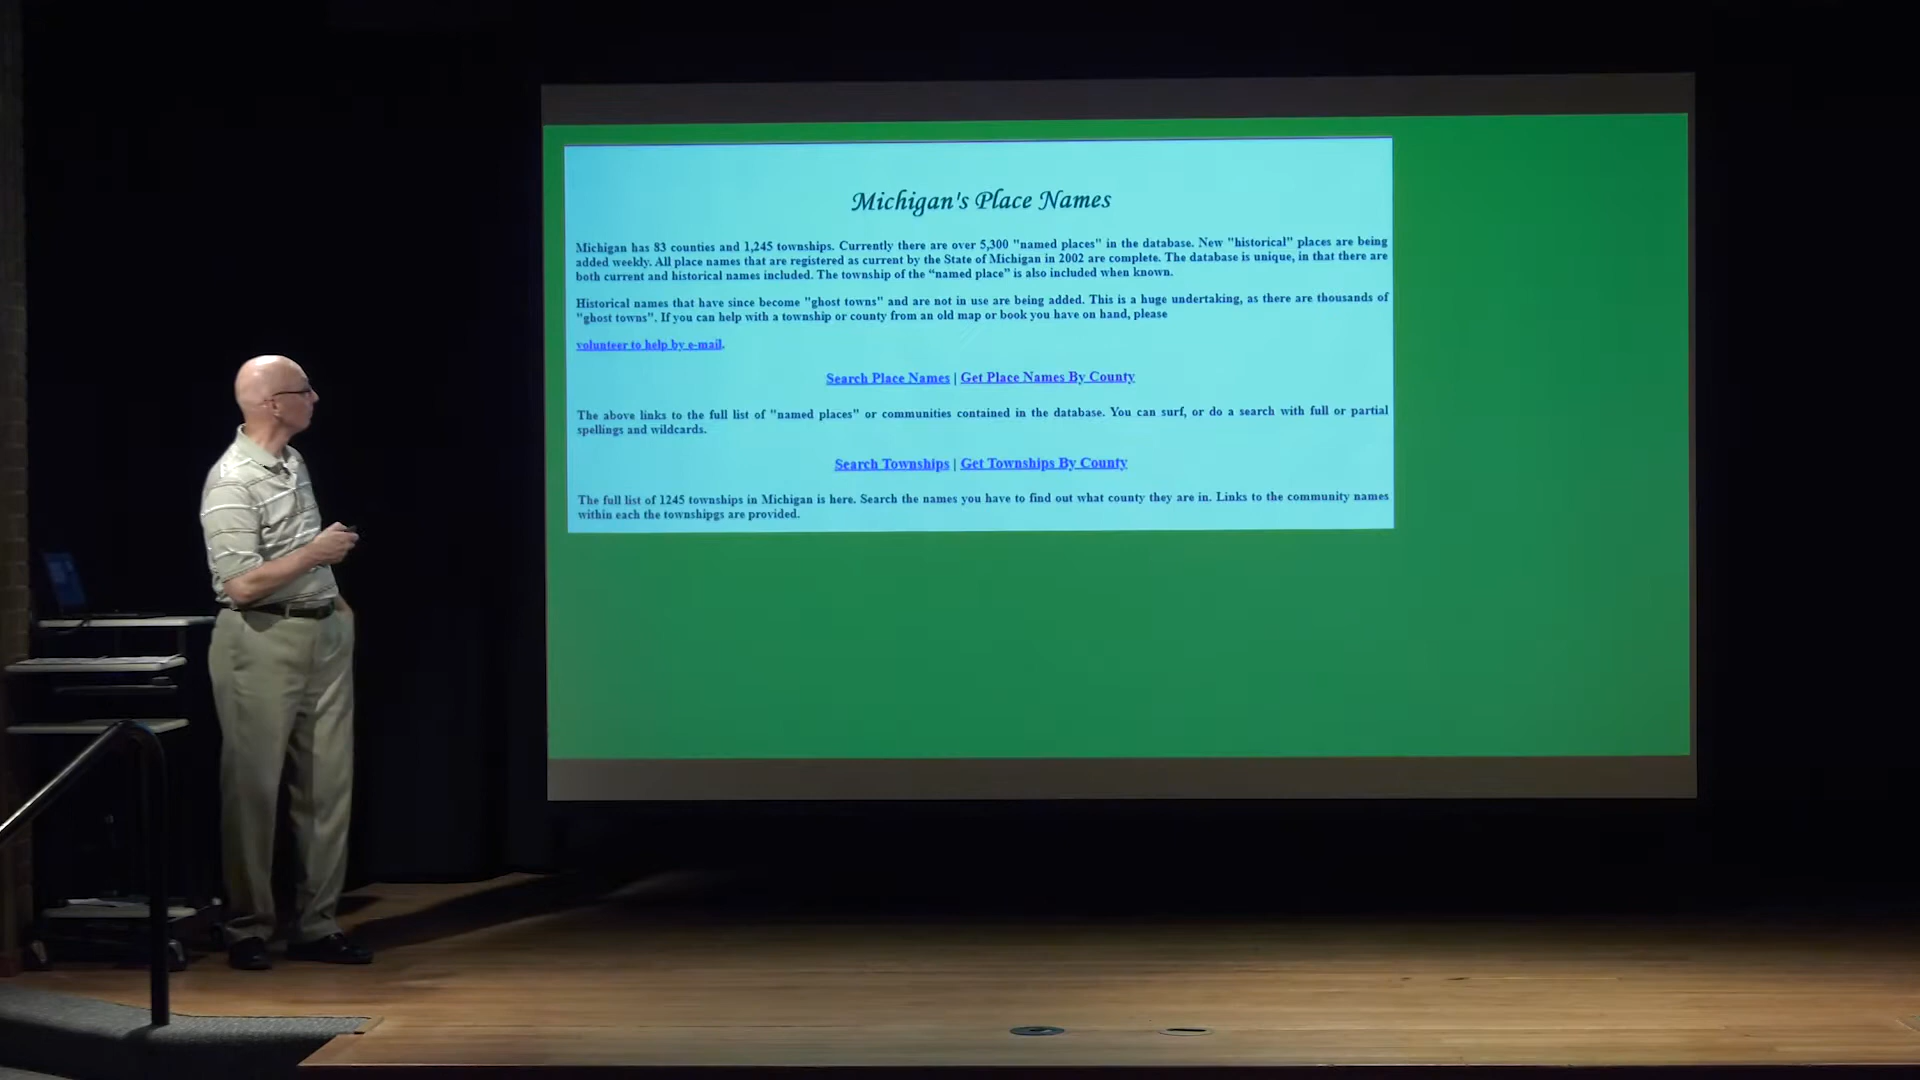 Michigan's Place Names
Michigan has 83 counties and 1,245 townships. Currently there are over 5,300 "named places" in the database. New "historical" places are being
added weekly. All place names that are registered as current by the State of Michigan in 2002 are complete. The database is unique, in that there are
both current and historical names included. The township of the “named place” is also included when known.
Historical names that have since become "ghost towns" and are not in use are being added. This is a huge undertaking, as there are thousands of
"ghost towns". If you can help with a township or county from an old map or book you have on hand, please
volunteer to help by e-mail.
Search Place Names | Get Place Names By County
The above links to the full list of "named places" or communities contained in the database. You can surf, or do a search with full or partial
spellings and wildcards.
Search Townships | Get Townships By County
The full list of 1245 townships in Michigan is here. Search the names you have to find out what county they are in. Links to the community names
within each the townshipgs are provided.